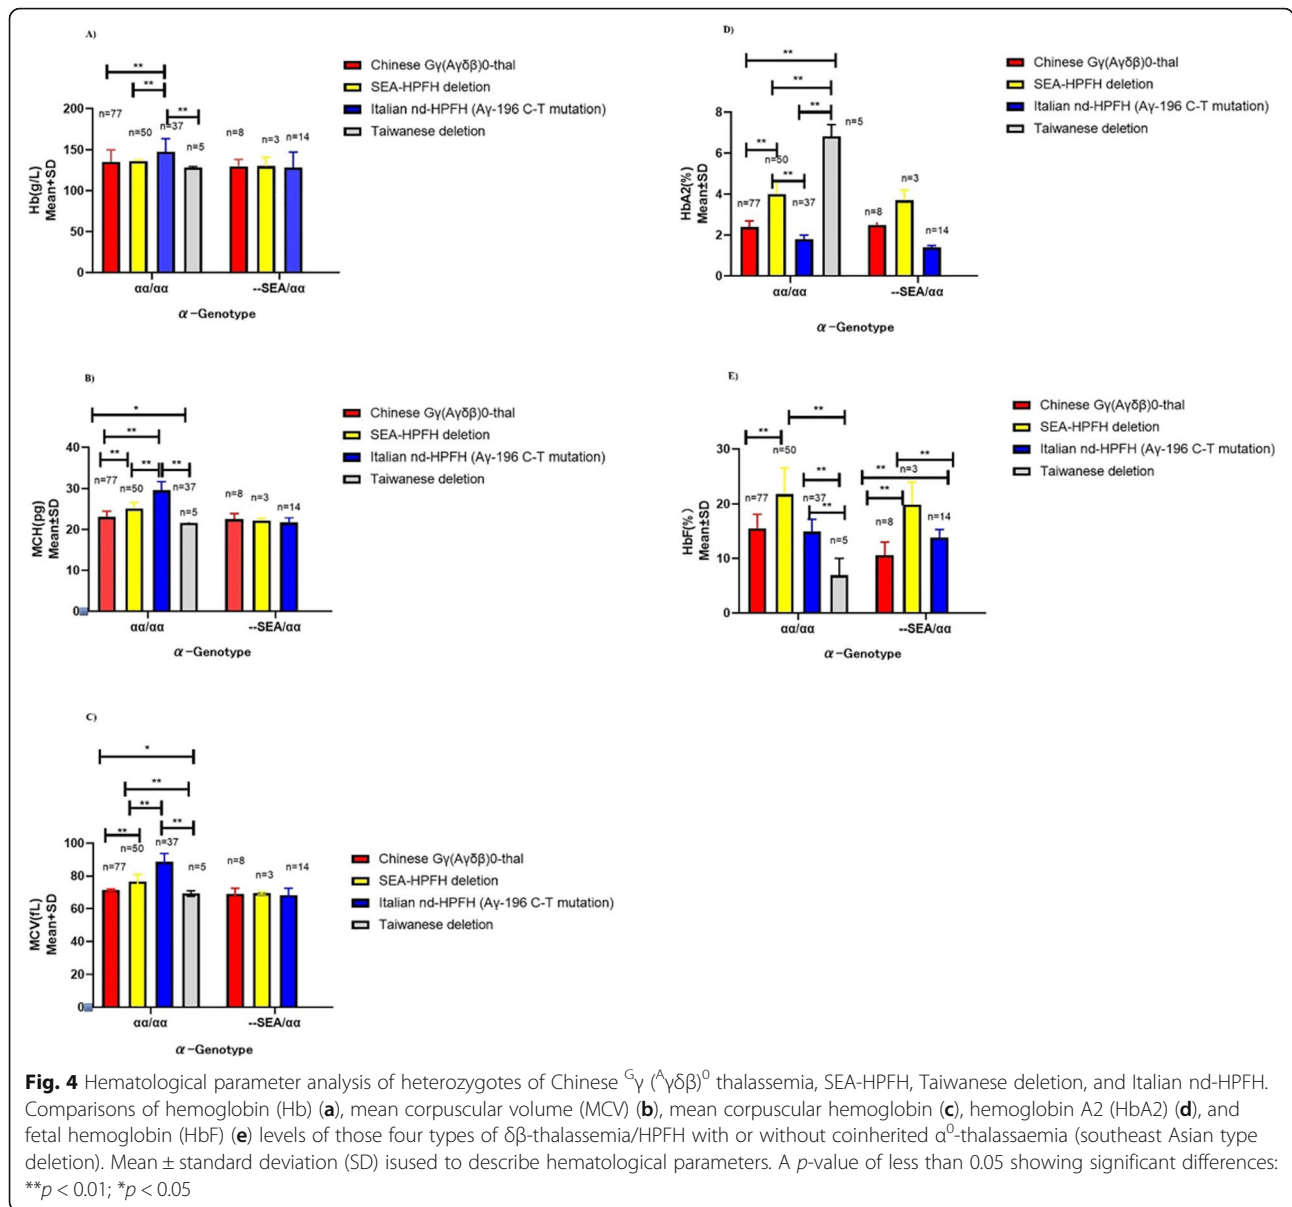 A)
**
**
**
n=77
n=50
n=37
n=5
n=8
n=3
n=14
200
150
100
50
0
Hb(g/L)
Mean+SD
αα/αα
--SEA/αα
α-Genotype
Chinese Gγ(Aγδβ)0-thal
SEA-HPFH deletion
Italian nd-HPFH (Aγ-196 C-T mutation)
Taiwanese deletion
D)
**
**
**
**
**
n=77
n=50
n=37
n=5
n=8
n=3
n=14
8
6
4
2
0
HbA2(%)
Mean±SD
αα/αα
--SEA/αα
α-Genotype
Chinese Gγ(Aγδβ)0-thal
SEA-HPFH deletion
Italian nd-HPFH (Aγ-196 C-T mutation)
Taiwanese deletion
B)
*
**
**
**
**
n=77
n=50
n=37
n=5
n=8
n=3
n=14
40
30
20
10
0
MCH(pg)
Mean±SD
αα/αα
--SEA/αα
α-Genotype
Chinese Gγ(Aγδβ)0-thal
SEA-HPFH deletion
Italian nd-HPFH (Aγ-196 C-T mutation)
Taiwanese deletion
E)
**
**
**
**
**
**
**
n=77
n=50
n=37
n=5
n=8
n=3
n=14
30
20
10
0
HbF(%)
Mean±SD
αα/αα
--SEA/αα
α-Genotype
Chinese Gγ(Aγδβ)0-thal
SEA-HPFH deletion
Italian nd-HPFH (Aγ-196 C-T mutation)
Taiwanese deletion
C)
*
**
**
**
**
n=77
n=50
n=37
n=5
n=8
n=3
n=14
100
80
60
40
20
0
MCV(fL)
Mean+SD
αα/αα
--SEA/αα
α-Genotype
Chinese Gγ(Aγδβ)0-thal
SEA-HPFH deletion
Italian nd-HPFH (Aγ-196 C-T mutation)
Taiwanese deletion
Fig. 4 Hematological parameter analysis of heterozygotes of Chinese ᴳγ (ᴬγδβ)⁰ thalassemia, SEA-HPFH, Taiwanese deletion, and Italian nd-HPFH.
Comparisons of hemoglobin (Hb) (a), mean corpuscular volume (MCV) (b), mean corpuscular hemoglobin (c), hemoglobin A2 (HbA2) (d), and
fetal hemoglobin (HbF) (e) levels of those four types of δβ-thalassemia/HPFH with or without coinherited α⁰-thalassaemia (southeast Asian type
deletion). Mean ± standard deviation (SD) isused to describe hematological parameters. A p-value of less than 0.05 showing significant differences:
**p < 0.01; *p < 0.05